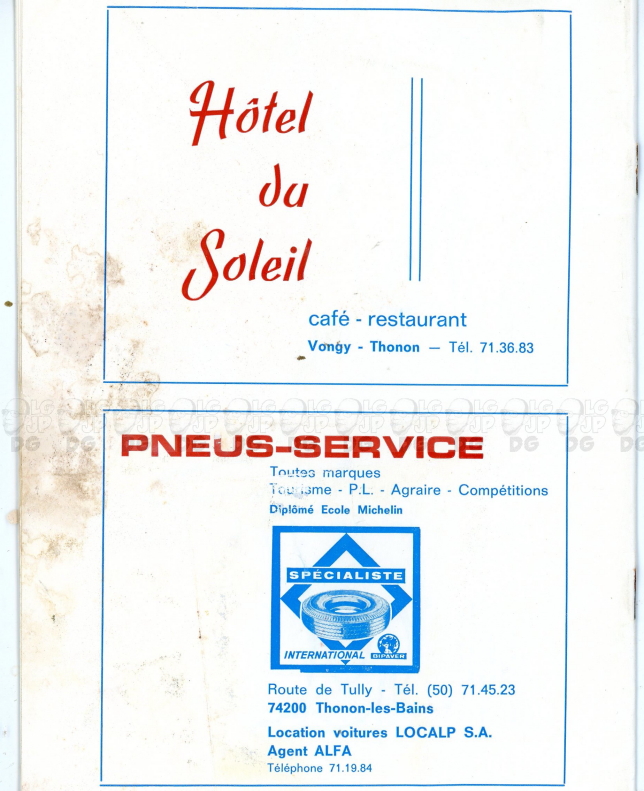 Hôtel
du
Soleil
café - restaurant
Vongy - Thonon — Tél. 71.36.83
PNEUS-SERVICE
Toutes marques
Tourisme - P.L. - Agraire - Compétitions
Diplômé Ecole Michelin
SPÉCIALISTE
INTERNATIONAL DIPAVER
Route de Tully - Tél. (50) 71.45.23
74200 Thonon-les-Bains
Location voitures LOCALP S.A.
Agent ALFA
Téléphone 71.19.84